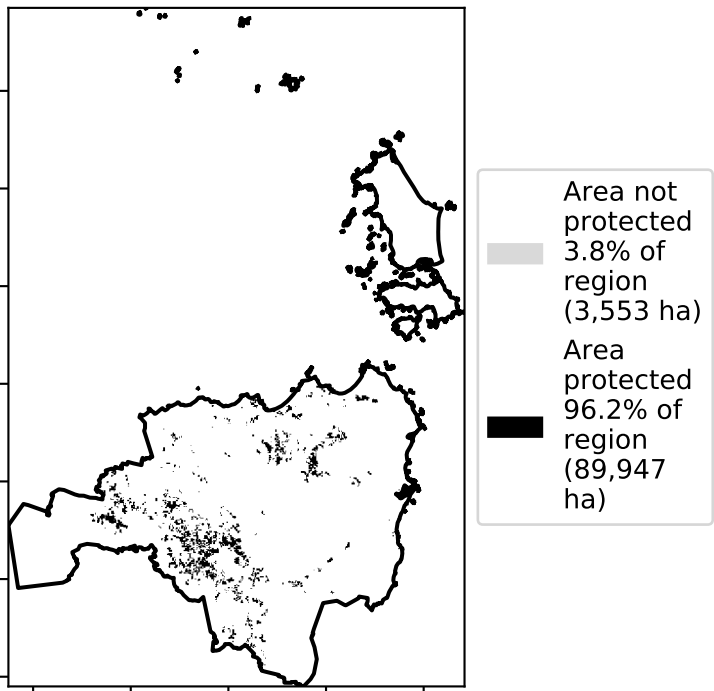 Area not
protected
3.8% of
region
(3,553 ha)
Area
protected
96.2% of
region
(89,947
ha)